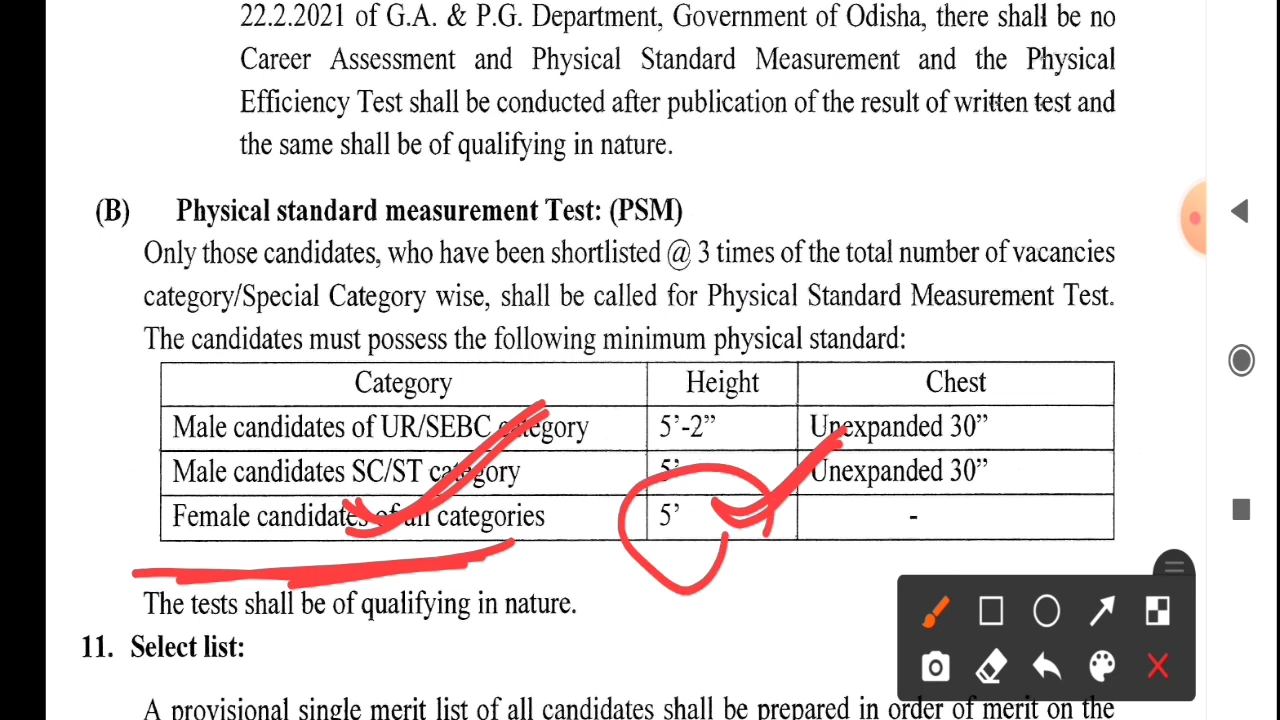 22.2.2021 of G.A. & P.G. Department, Government of Odisha, there shall be no
Career Assessment and Physical Standard Measurement and the Physical
Efficiency Test shall be conducted after publication of the result of written test and
the same shall be of qualifying in nature.
(B) Physical standard measurement Test: (PSM)
Only those candidates, who have been shortlisted @ 3 times of the total number of vacancies
category/Special Category wise, shall be called for Physical Standard Measurement Test.
The candidates must possess the following minimum physical standard:
Category Height Chest
Male candidates of UR/SEBC category 5’-2” Unexpanded 30”
Male candidates SC/ST category 5’ Unexpanded 30”
Female candidates of all categories 5’ -
The tests shall be of qualifying in nature.
11. Select list:
A provisional single merit list of all candidates shall be prepared in order of merit on the